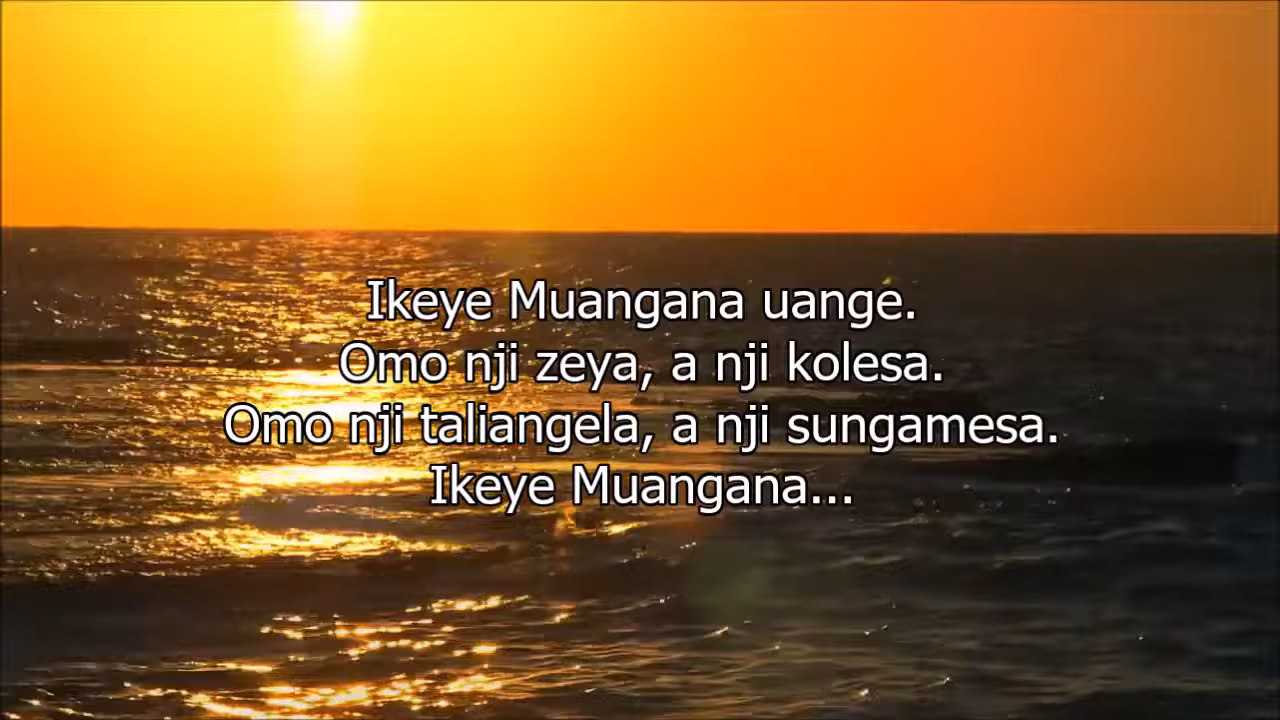 Ikeye Muangana uange.
Omo nji zeya, a nji kolesa.
Omo nji taliangela, a nji sungamesa.
Ikeye Muangana...